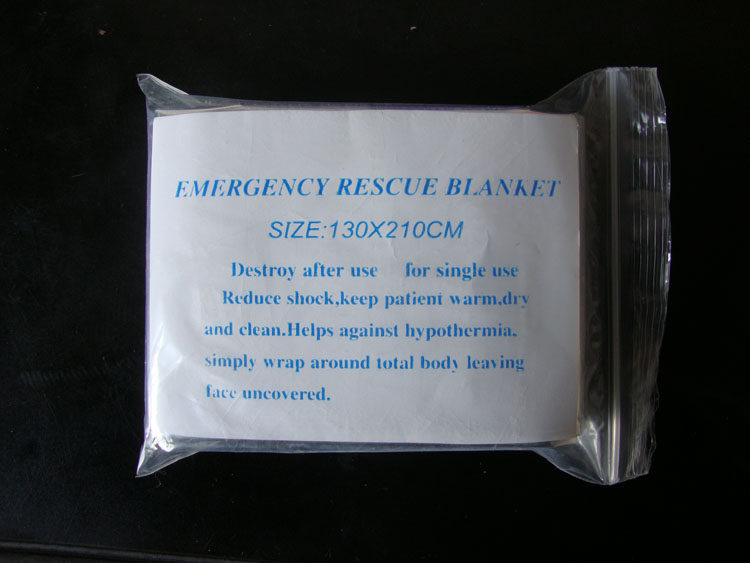 EMERGENCY RESCUE BLANKET
SIZE:130X210CM
Destroy after use for single use
Reduce shock,keep patient warm,dry
and clean.Helps against hypothermia.
simply wrap around total body leaving
face uncovered.